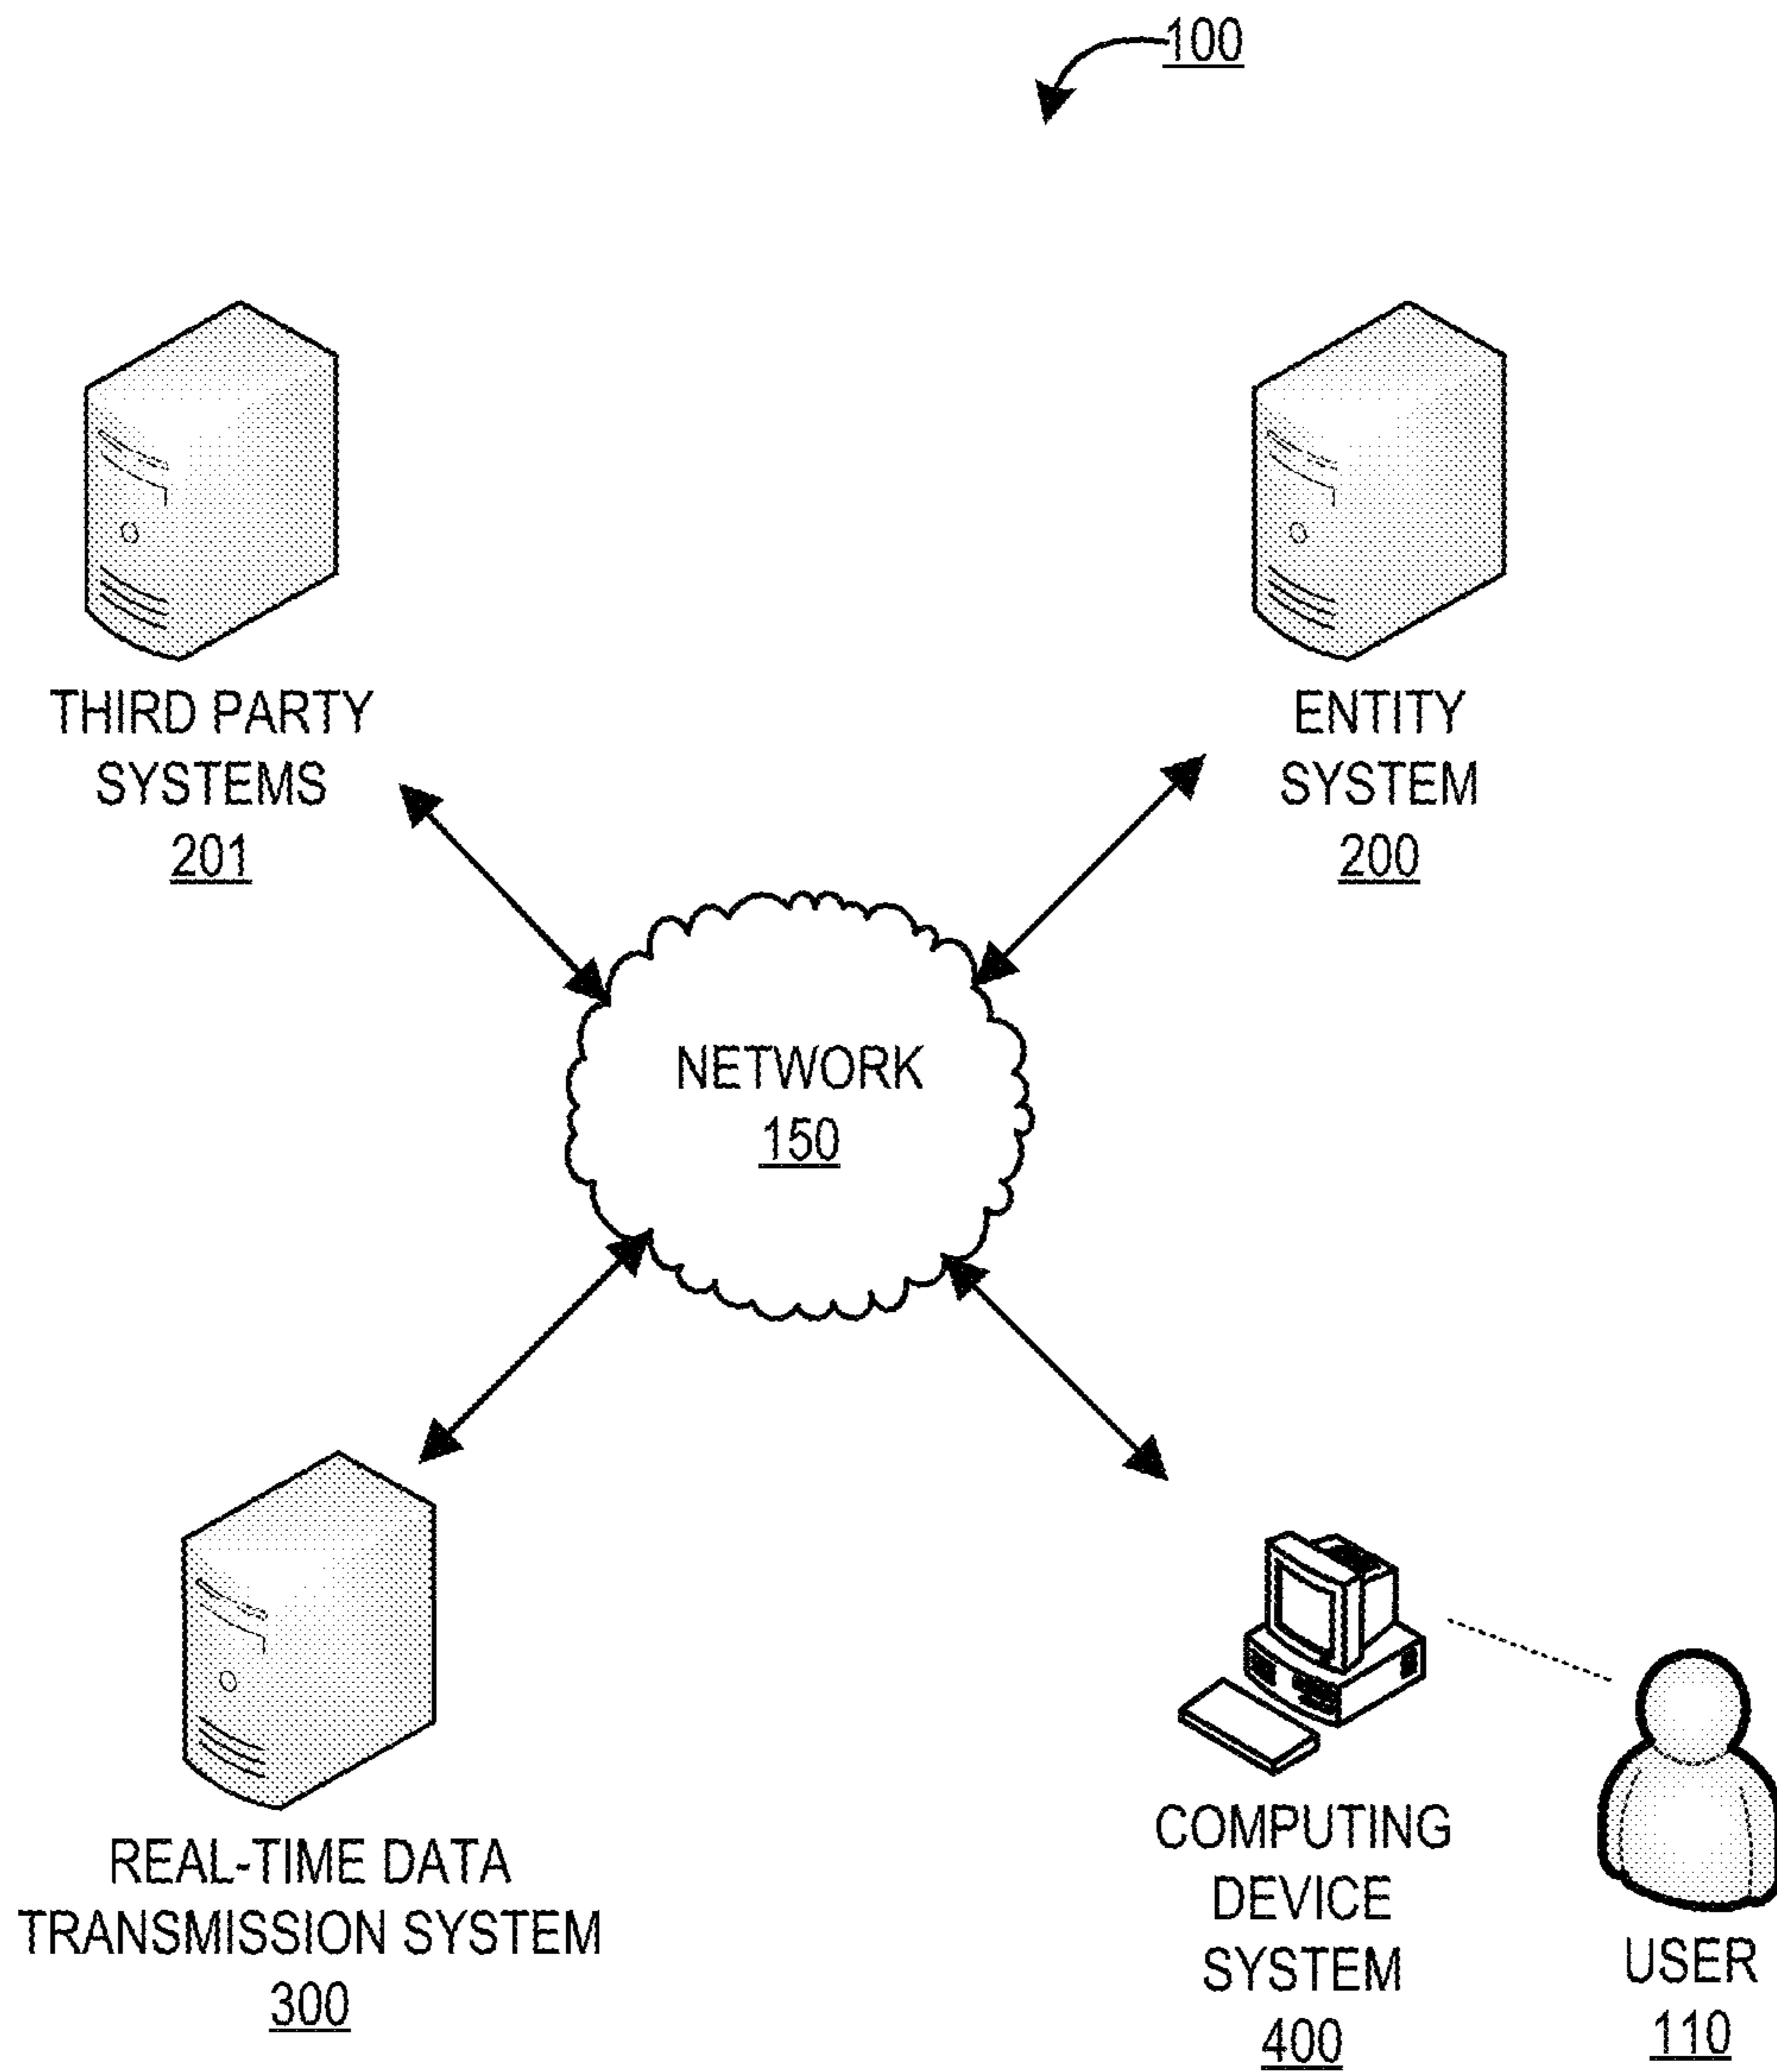 100
THIRD PARTY
SYSTEMS
201
ENTITY
SYSTEM
200
NETWORK
150
REAL-TIME DATA
TRANSMISSION SYSTEM
300
COMPUTING
DEVICE
SYSTEM
400
USER
110